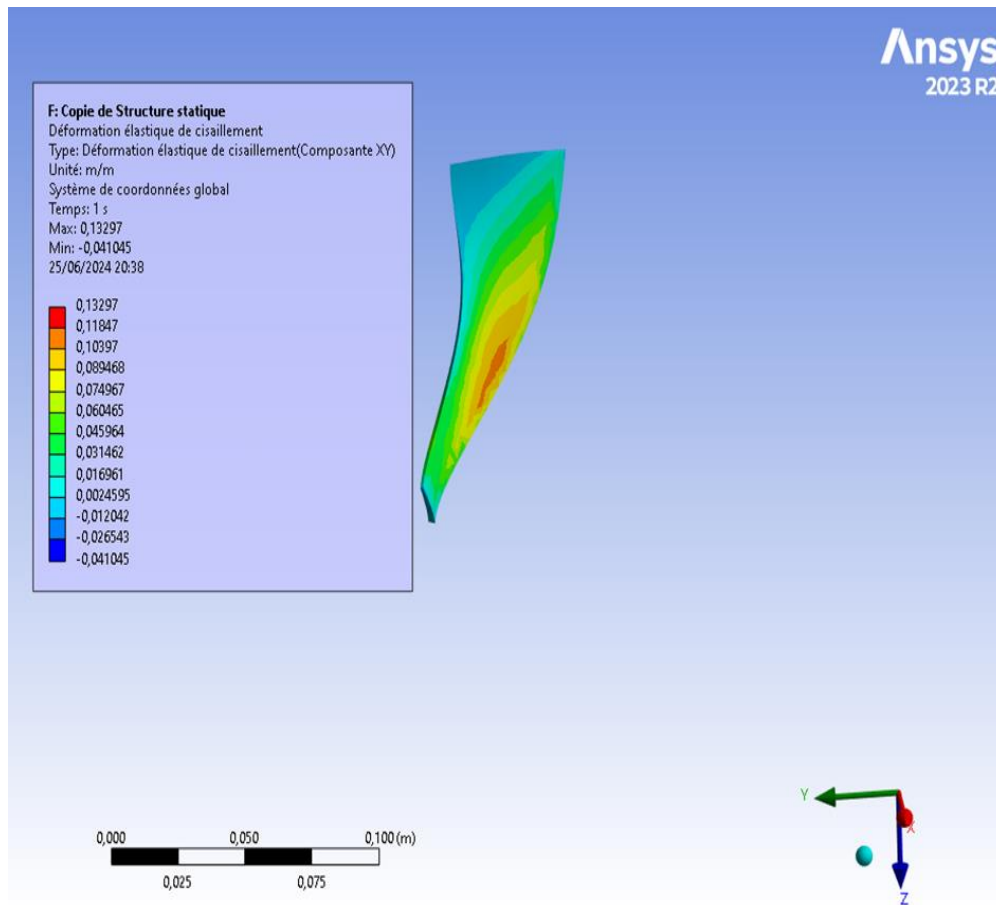 Ansys
2023 R2
F: Copie de Structure statique
Déformation élastique de cisaillement
Type: Déformation élastique de cisaillement(Composante XY)
Unité: m/m
Système de coordonnées global
Temps: 1 s
Max: 0,13297
Min: -0,041045
25/06/2024 20:38
0,13297
0,11847
0,10397
0,089468
0,074967
0,060465
0,045964
0,031462
0,016961
0,0024595
-0,012042
-0,026543
-0,041045
0,000 0,050 0,100 (m)
0,025 0,075
Y
X
Z